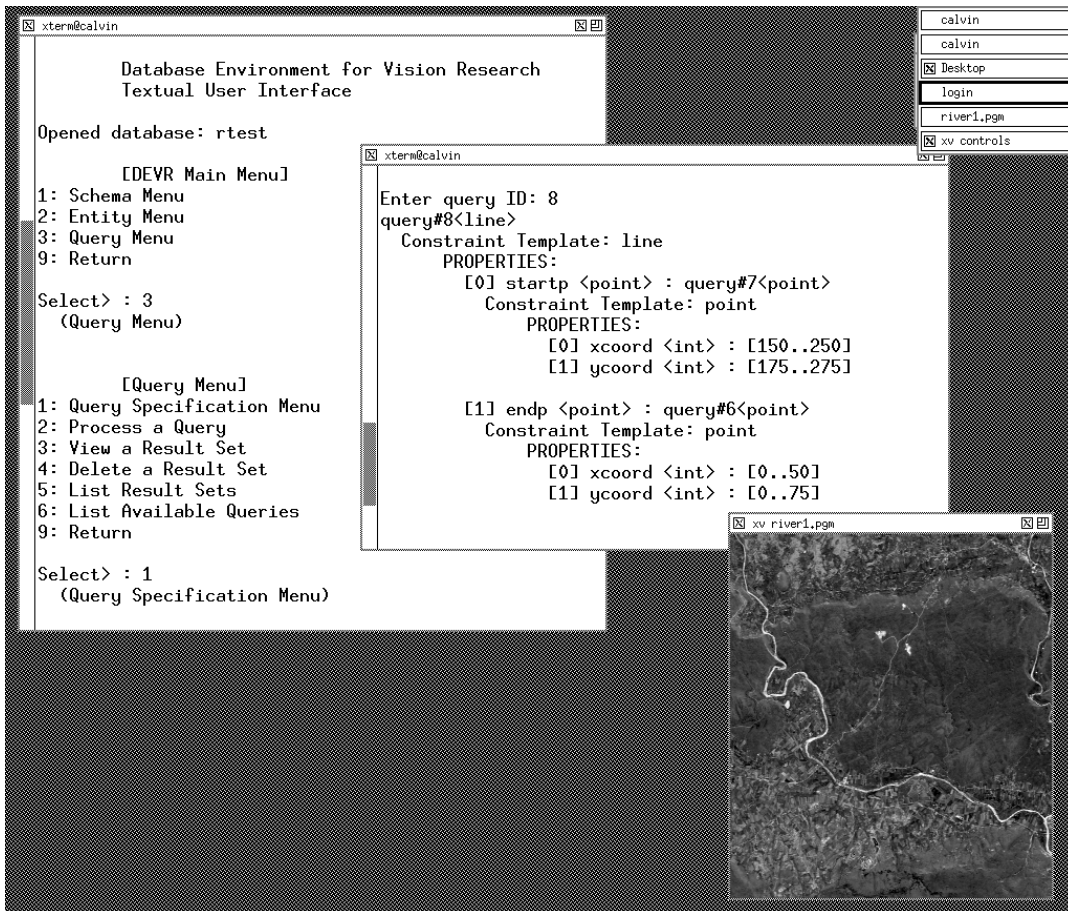 xterm@calvin
Database Environment for Vision Research
Textual User Interface
Opened database: rtest
[DEVR Main Menu]
1: Schema Menu
2: Entity Menu
3: Query Menu
9: Return
Select> : 3
(Query Menu)
[Query Menu]
1: Query Specification Menu
2: Process a Query
3: View a Result Set
4: Delete a Result Set
5: List Result Sets
6: List Available Queries
9: Return
Select> : 1
(Query Specification Menu)
xterm@calvin
Enter query ID: 8
query#8<line>
Constraint Template: line
PROPERTIES:
[0] startp <point> : query#7<point>
Constraint Template: point
PROPERTIES:
[0] xcoord <int> : [150..250]
[1] ycoord <int> : [175..275]
[1] endp <point> : query#6<point>
Constraint Template: point
PROPERTIES:
[0] xcoord <int> : [0..50]
[1] ycoord <int> : [0..75]
calvin
calvin
Desktop
login
river1.pgm
xv controls
xv river1.pgm